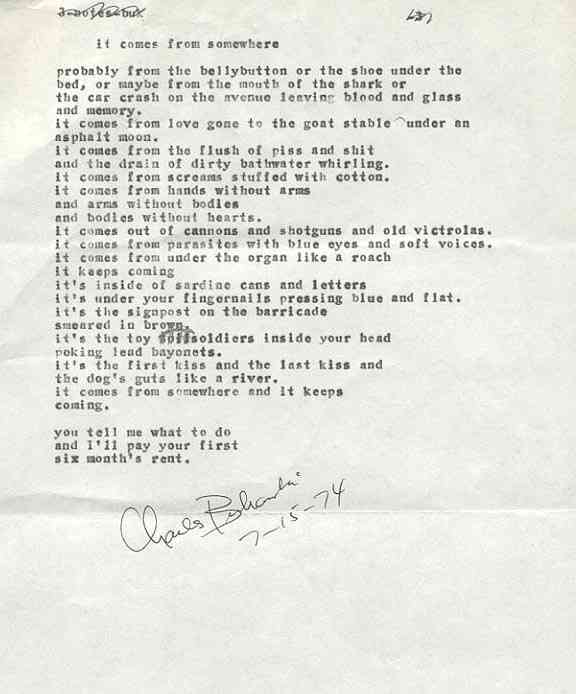 it comes from somewhere
probably from the bellybutton or the shoe under the
bed, or maybe from the mouth of the shark or
the car crash on the avenue leaving blood and glass
and memory.
it comes from love gone to the goat stable under an
asphalt moon.
it comes from the flush of piss and shit
and the drain of dirty bathwater whirling.
it comes from screams stuffed with cotton.
it comes from hands without arms
and arms without bodies
and bodies without hearts.
it comes out of cannons and shotguns and old victrolas.
it comes from parasites with blue eyes and soft voices.
it comes from under the organ like a roach
it keeps coming
it's inside of sardine cans and letters
it's under your fingernails pressing blue and flat.
it's the signpost on the barricade
smeared in brown.
it's the toy soldiers inside your head
poking lead bayonets.
it's the first kiss and the last kiss and
the dog's guts like a river.
it comes from somewhere and it keeps
coming.
you tell me what to do
and I'll pay your first
six month's rent.
Charles Bukowski
7-15-74